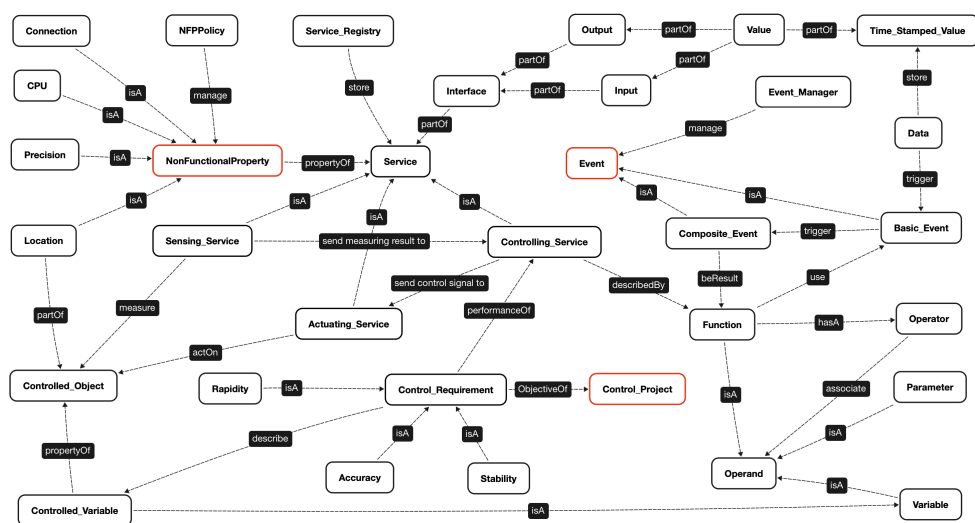 Connection
NFPPolicy
Service_Registry
Output
partOf
Value
partOf
Time_Stamped_Value
partOf
partOf
CPU
isA
manage
store
Interface
partOf
Input
Event_Manager
store
isA
partOf
manage
Data
Precision
isA
NonFunctionalProperty
propertyOf
Service
Event
trigger
isA
isA
isA
isA
isA
isA
Location
Sensing_Service
send measuring result to
Controlling_Service
Composite_Event
trigger
Basic_Event
send control signal to
describedBy
beResult
use
partOf
measure
Actuating_Service
performanceOf
Function
hasA
Operator
actOn
Controlled_Object
Rapidity
isA
Control_Requirement
ObjectiveOf
Control_Project
isA
associate
Parameter
describe
isA
isA
isA
propertyOf
Accuracy
Stability
Operand
isA
Controlled_Variable
isA
Variable